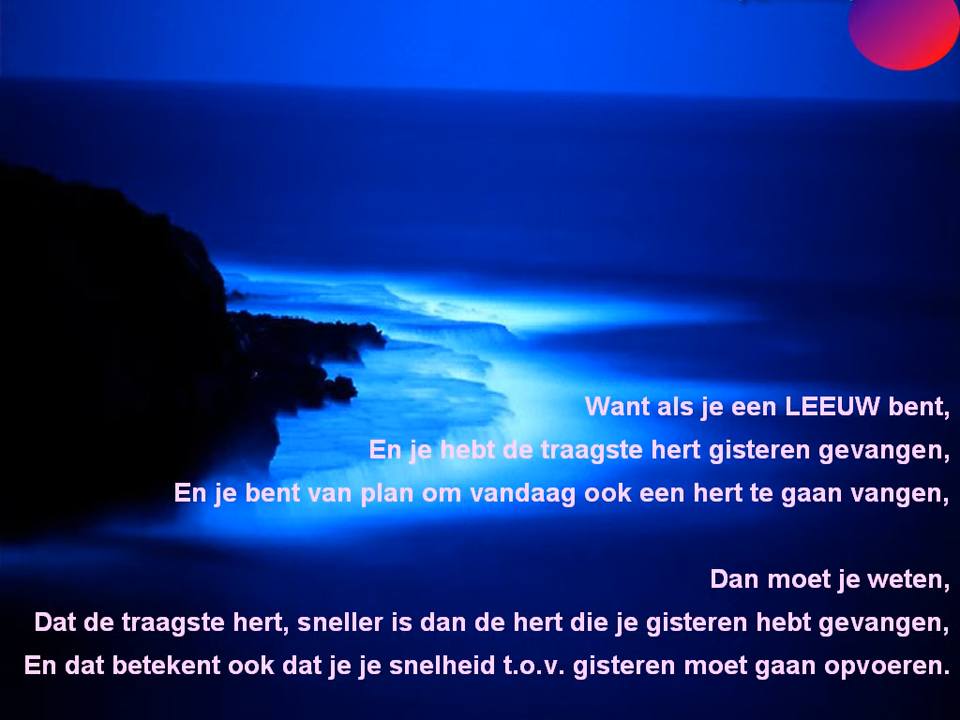 Want als je een LEEUW bent,
En je hebt de traagste hert gisteren gevangen,
En je bent van plan om vandaag ook een hert te gaan vangen,
Dan moet je weten,
Dat de traagste hert, sneller is dan de hert die je gisteren hebt gevangen,
En dat betekent ook dat je je snelheid t.o.v. gisteren moet gaan opvoeren.